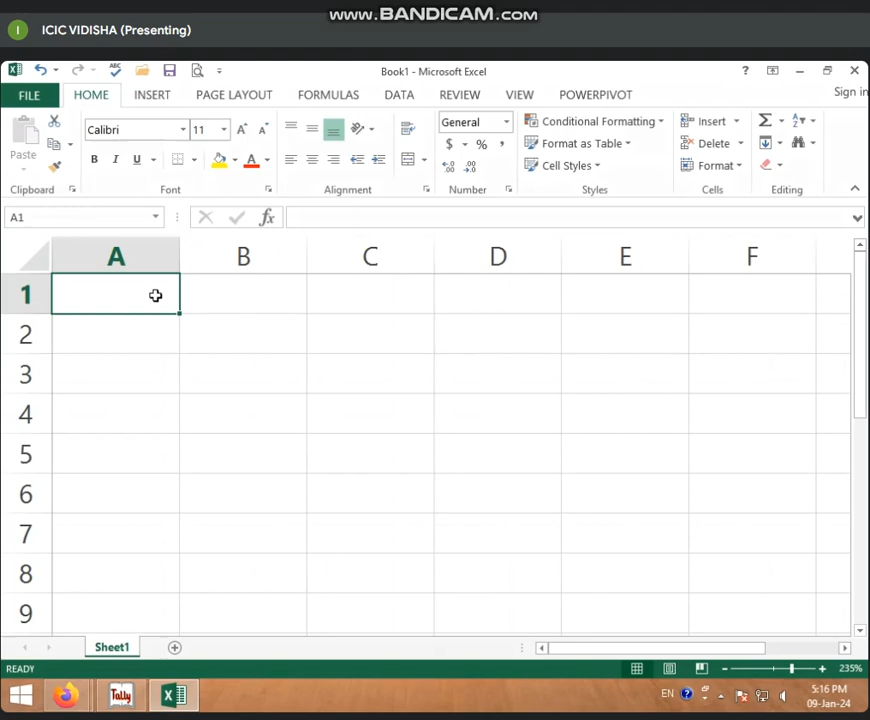 www.BANDICAM.com
I ICIC VIDISHA (Presenting)
ABC Book1 - Microsoft Excel ?
FILE HOME INSERT PAGE LAYOUT FORMULAS DATA REVIEW VIEW POWERPIVOT Sign in
Paste Calibri 11 A A General Conditional Formatting Insert Σ
B I U A $ % , Format as Table Delete
Cell Styles Format
Clipboard Font Alignment Number Styles Cells Editing
A1 fx
A B C D E F
1
2
3
4
5
6
7
8
9
Sheet1
READY 235%
Tally EN 5:16 PM
09-Jan-24